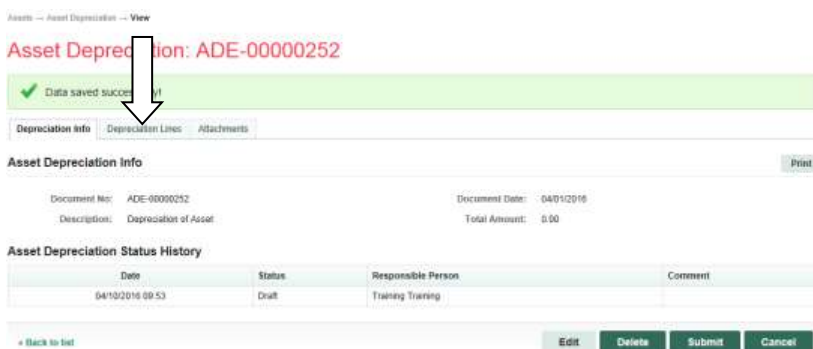 Assets → Asset Depreciation → View
Asset Depreciation: ADE-00000252
Data saved successfully!
Depreciation Info Depreciation Lines Attachments
Asset Depreciation Info Print
Document No: ADE-00000252 Document Date: 04/01/2016
Description: Depreciation of Asset Total Amount: 0.00
Asset Depreciation Status History
Date Status Responsible Person Comment
04/10/2016 09:53 Draft Training Training
« Back to list Edit Delete Submit Cancel